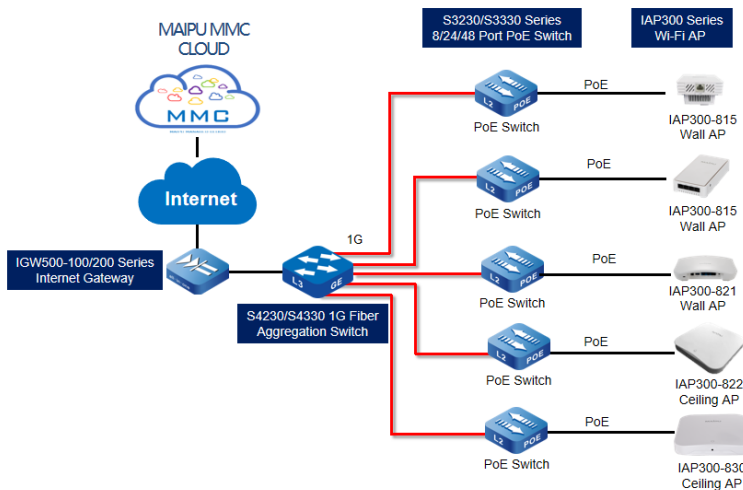 MAIPU MMC
CLOUD
MMC
Internet
IGW500-100/200 Series
Internet Gateway
L3
GE
S4230/S4330 1G Fiber
Aggregation Switch
1G
S3230/S3330 Series
8/24/48 Port PoE Switch
IAP300 Series
Wi-Fi AP
L2
POE
PoE Switch
PoE
IAP300-815
Wall AP
L2
POE
PoE Switch
PoE
IAP300-815
Wall AP
L2
POE
PoE Switch
PoE
IAP300-821
Wall AP
L2
POE
PoE Switch
PoE
IAP300-822
Ceiling AP
L2
POE
PoE Switch
PoE
IAP300-830
Ceiling AP